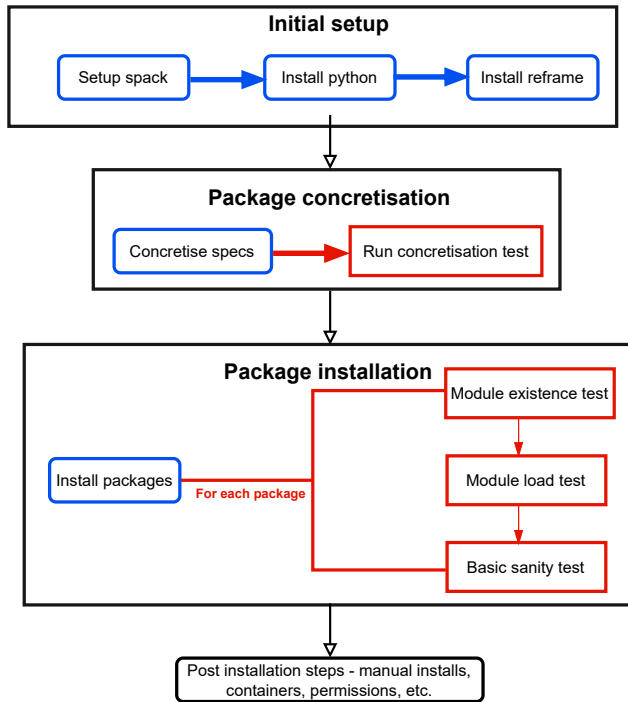 Initial setup
Setup spack
Install python
Install reframe
Package concretisation
Concretise specs
Run concretisation test
Package installation
Module existence test
Install packages
For each package
Module load test
Basic sanity test
Post installation steps - manual installs,
containers, permissions, etc.